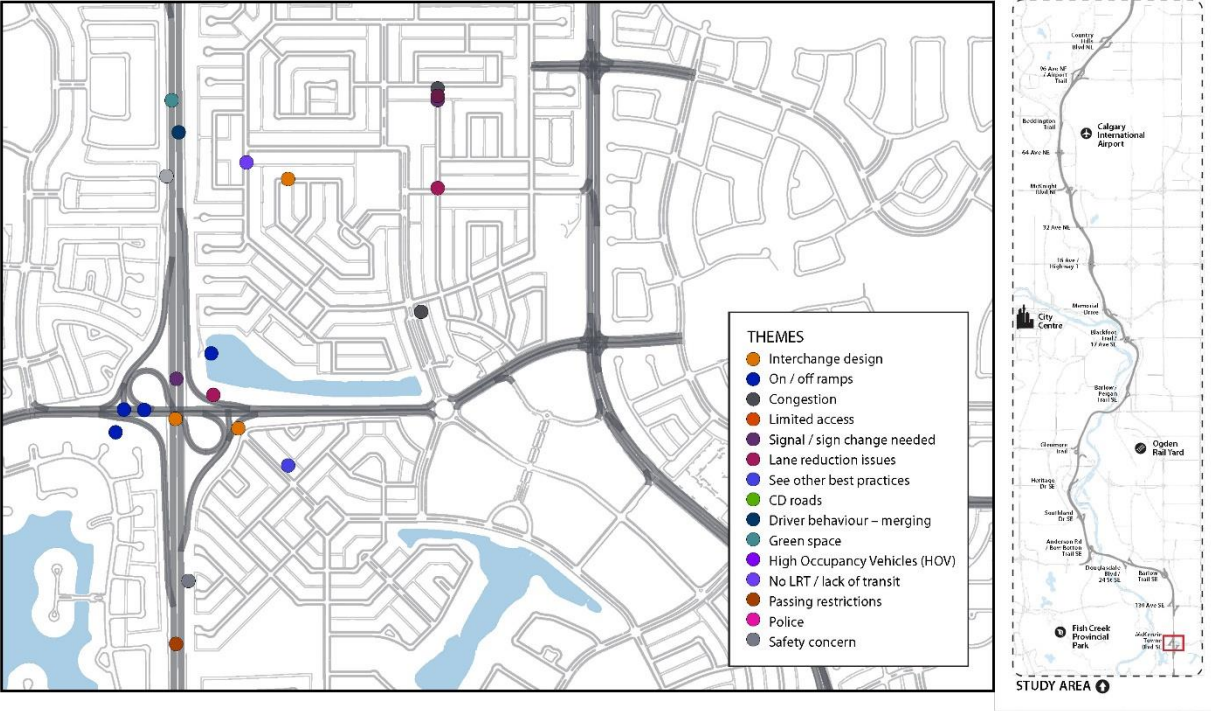 THEMES
Interchange design
On / off ramps
Congestion
Limited access
Signal / sign change needed
Lane reduction issues
See other best practices
CD roads
Driver behaviour – merging
Green space
High Occupancy Vehicles (HOV)
No LRT / lack of transit
Passing restrictions
Police
Safety concern
Country
Hills
Blvd NE
96 Ave NE
/ Airport
Trail
Beddington
Trail
Calgary
International
Airport
64 Ave NE
McKnight
Blvd NE
32 Ave NE
16 Ave /
Highway 1
Memorial
Drive
City
Centre
Blackfoot
Trail /
17 Ave SE
Barlow /
Peigan
Trail SE
Glenmore
Trail
Ogden
Rail Yard
Heritage
Dr SE
Southland
Dr SE
Anderson Rd
/ Bow Bottom
Trail SE
Douglasdale
Blvd /
24 St SE
Barlow
Trail SE
130 Ave SE
Fish Creek
Provincial
Park
McKenzie
Towne
Blvd SE
STUDY AREA